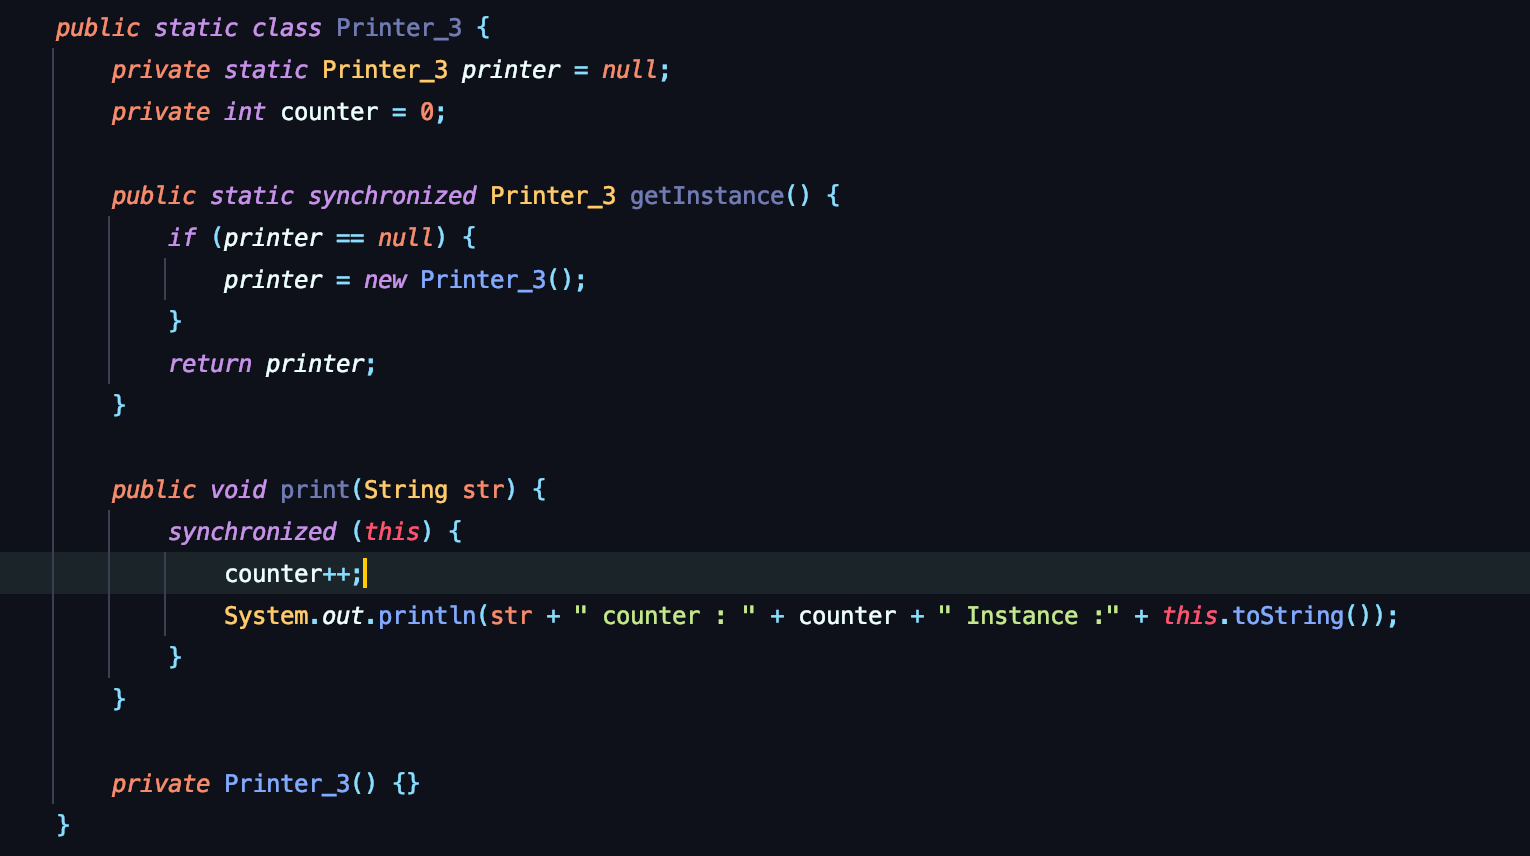 public static class Printer_3 {
    private static Printer_3 printer = null;
    private int counter = 0;

    public static synchronized Printer_3 getInstance() {
        if (printer == null) {
            printer = new Printer_3();
        }
        return printer;
    }

    public void print(String str) {
        synchronized (this) {
            counter++;
            System.out.println(str + " counter : " + counter + " Instance :" + this.toString());
        }
    }

    private Printer_3() {}
}